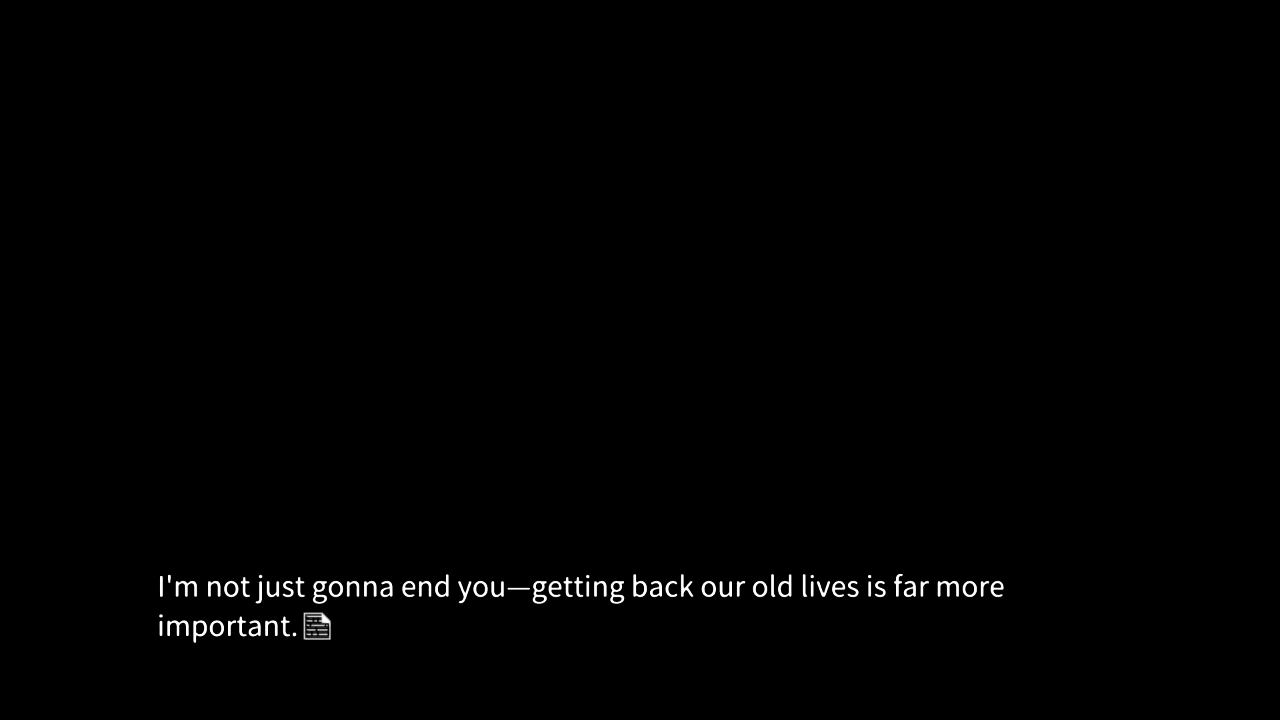 I'm not just gonna end you—getting back our old lives is far more
important.